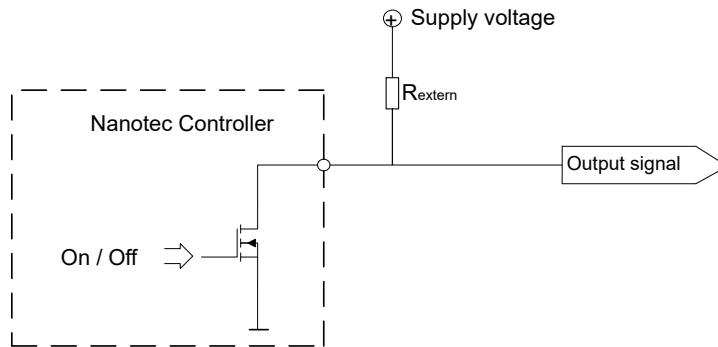 Supply voltage
Rextern
Nanotec Controller
Output signal
On / Off